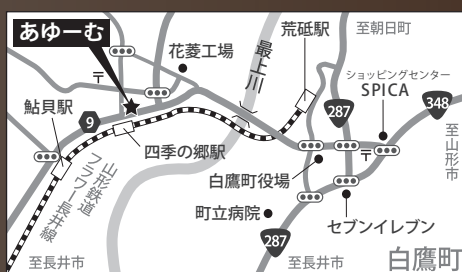 あゆーむ
花菱工場
最上川
荒砥駅
至朝日町
〒
ショッピングセンター
SPICA
287
348
鮎貝駅
9
四季の郷駅
至山形市
白鷹町役場
〒
山形鉄道
フラワー長井線
町立病院
セブンイレブン
287
至長井市
至長井市
白鷹町